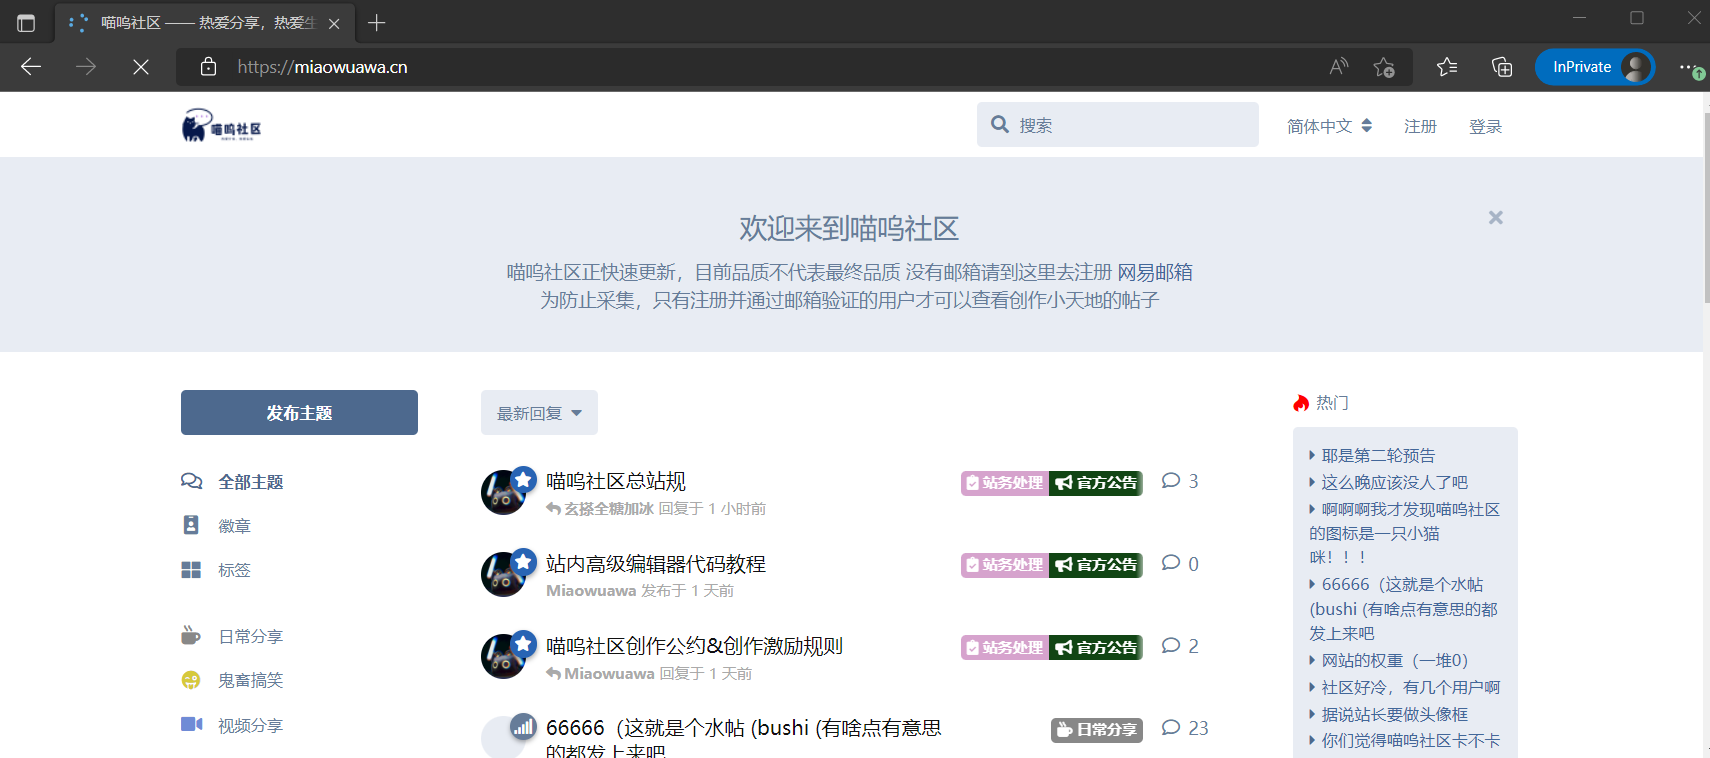 喵呜社区 —— 热爱分享，热爱生
https://miaowuawa.cn
InPrivate
喵呜社区
搜索
简体中文
注册
登录
欢迎来到喵呜社区
喵呜社区正快速更新，目前品质不代表最终品质 没有邮箱请到这里去注册 网易邮箱
为防止采集，只有注册并通过邮箱验证的用户才可以查看创作小天地的帖子
发布主题
全部主题
徽章
标签
日常分享
鬼畜搞笑
视频分享
最新回复
喵呜社区总站规
站务处理 官方公告 3
玄搽全糖加冰 回复于 1 小时前
站内高级编辑器代码教程
站务处理 官方公告 0
Miaowuawa 发布于 1 天前
喵呜社区创作公约&创作激励规则
站务处理 官方公告 2
Miaowuawa 回复于 1 天前
66666（这就是个水帖 (bushi (有啥点有意思
的都发上来吧
日常分享 23
热门
耶是第二轮预告
这么晚应该没人了吧
啊啊啊我才发现喵呜社区
的图标是一只小猫
咪！！！
66666（这就是个水帖
(bushi (有啥点有意思的都
发上来吧
网站的权重（一堆0）
社区好冷，有几个用户啊
据说站长要做头像框
你们觉得喵呜社区卡不卡